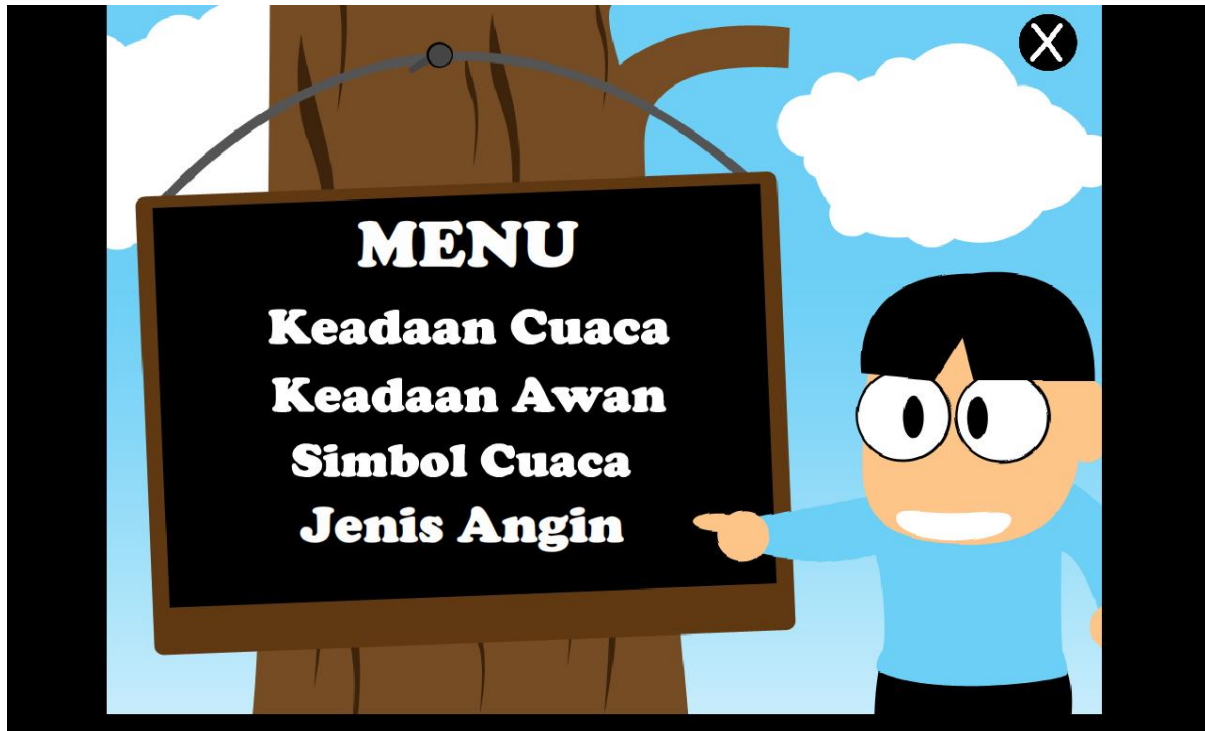 X
MENU
Keadaan Cuaca
Keadaan Awan
Simbol Cuaca
Jenis Angin